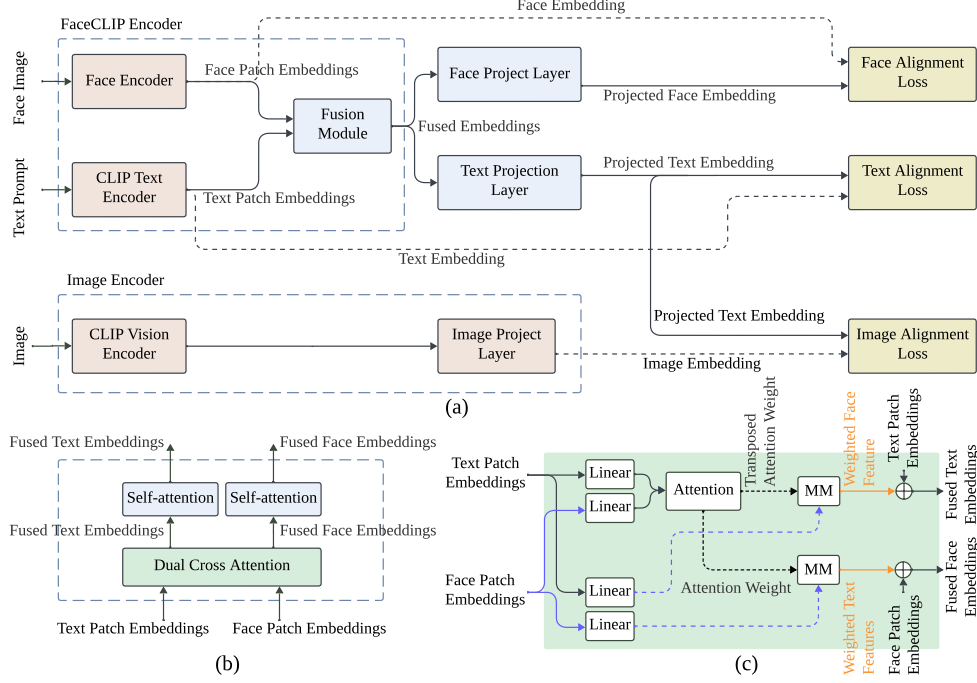 Face Embedding
FaceCLIP Encoder
Face Image
Face Encoder
Face Patch Embeddings
Fusion
Module
Face Project Layer
Projected Face Embedding
Face Alignment
Loss
Fused Embeddings
Text Prompt
CLIP Text
Encoder
Text Patch Embeddings
Text Projection
Layer
Projected Text Embedding
Text Alignment
Loss
Text Embedding
Image Encoder
Image
CLIP Vision
Encoder
Image Project
Layer
Projected Text Embedding
Image Embedding
Image Alignment
Loss
(a)
Fused Text Embeddings
Fused Face Embeddings
Self-attention
Self-attention
Fused Text Embeddings
Fused Face Embeddings
Dual Cross Attention
Text Patch Embeddings
Face Patch Embeddings
(b)
Text Patch
Embeddings
Face Patch
Embeddings
Linear
Linear
Linear
Linear
Attention
Transposed
Attention Weight
Attention Weight
MM
MM
Weighted Face
Feature
Text Patch
Embeddings
Fused Text
Embeddings
Weighted Text
Features
Face Patch
Embeddings
Fused Face
Embeddings
(c)